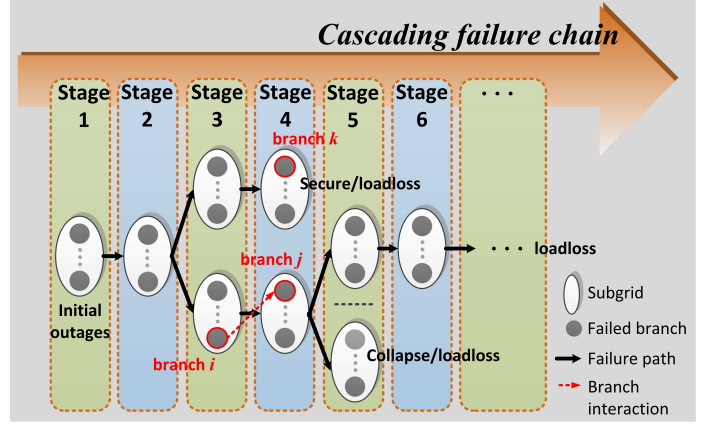 Cascading failure chain
Stage 1
Stage 2
Stage 3
Stage 4
Stage 5
Stage 6
· · ·
branch k
Secure/loadloss
branch j
· · · loadloss
Initial
outages
branch i
Collapse/loadloss
Subgrid
Failed branch
Failure path
Branch
interaction